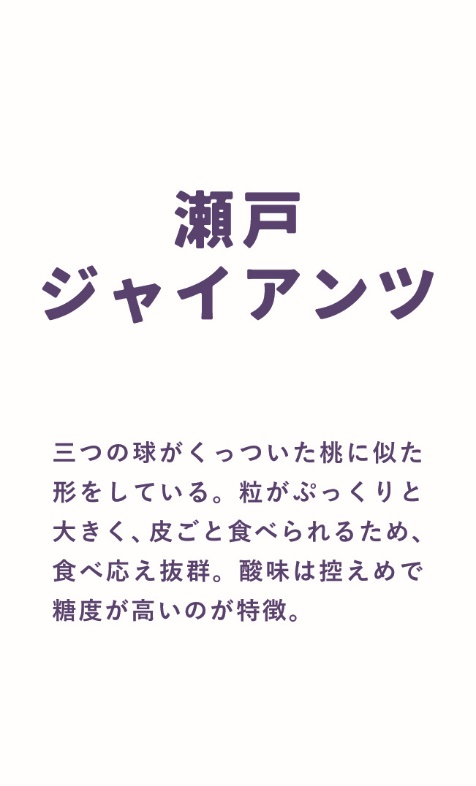 瀬戸
ジャイアンツ
三つの球がくっついた桃に似た
形をしている。粒がぷっくりと
大きく、皮ごと食べられるため、
食べ応え抜群。酸味は控えめで
糖度が高いのが特徴。